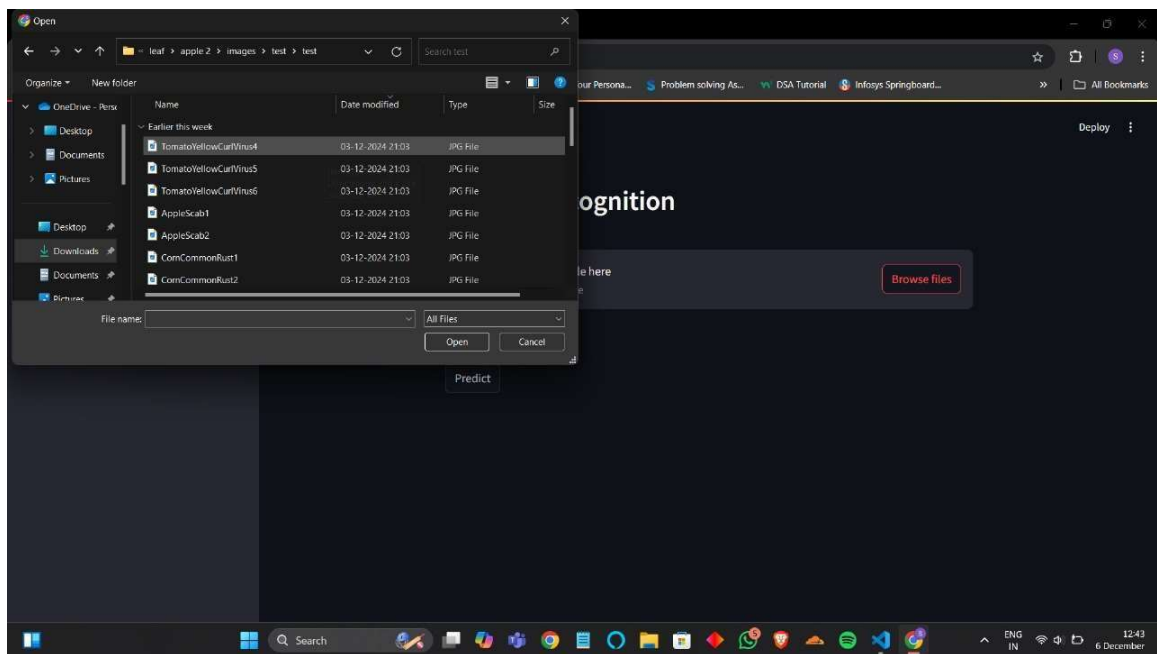 Open
leaf › apple 2 › images › test › test
Search test
Organize
New folder
OneDrive - Persc
Desktop
Documents
Pictures
Desktop
Downloads
Documents
Pictures
Name Date modified Type Size
Earlier this week
TomatoYellowCurlVirus4 03-12-2024 21:03 JPG File
TomatoYellowCurlVirus5 03-12-2024 21:03 JPG File
TomatoYellowCurlVirus6 03-12-2024 21:03 JPG File
AppleScab1 03-12-2024 21:03 JPG File
AppleScab2 03-12-2024 21:03 JPG File
CornCommonRust1 03-12-2024 21:03 JPG File
CornCommonRust2 03-12-2024 21:03 JPG File
File name:
All Files
Open Cancel
S
our Persona... Problem solving As... DSA Tutorial Infosys Springboard... » All Bookmarks
Deploy
ognition
le here
Browse files
Predict
Search
ENG
IN
12:43
6 December